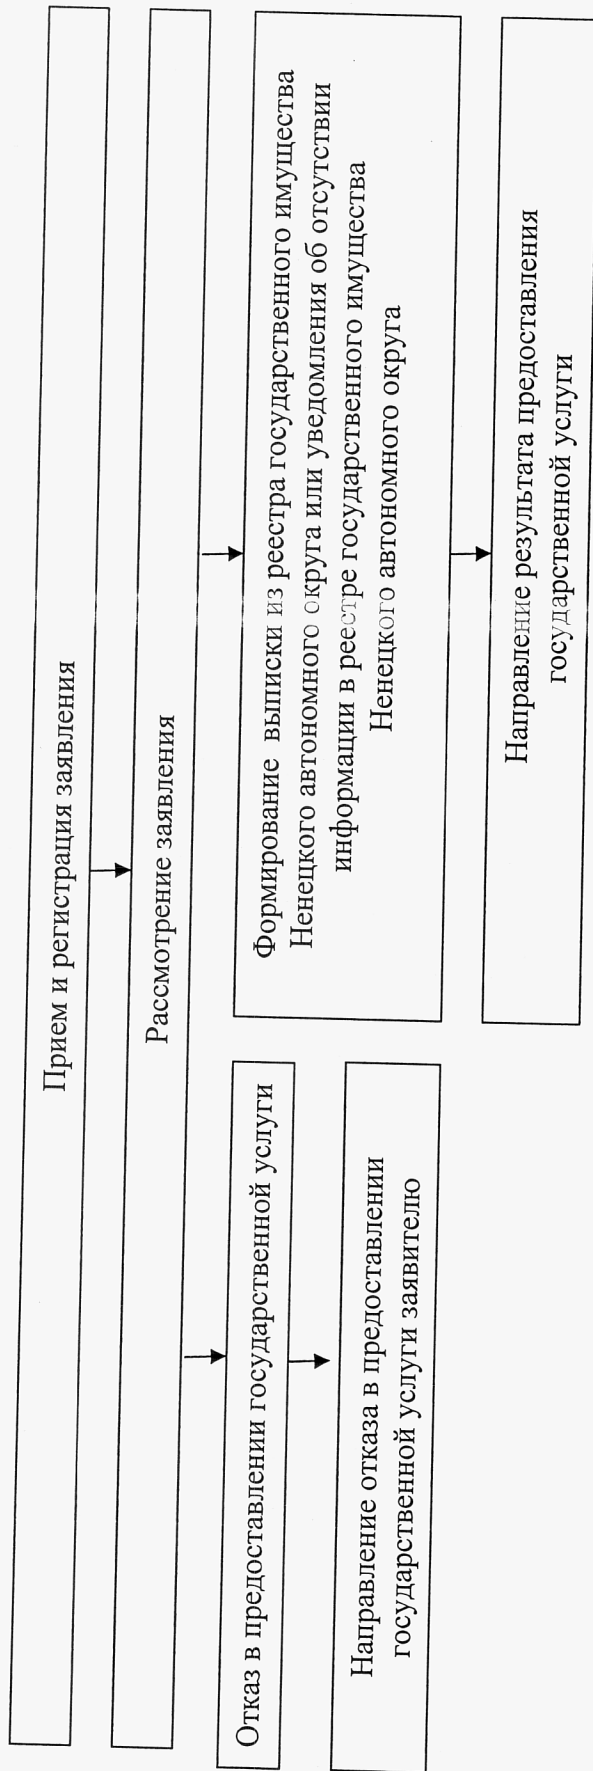 Прием и регистрация заявления
Рассмотрение заявления
Отказ в предоставлении государственной услуги
Направление отказа в предоставлении
государственной услуги заявителю
Формирование выписки из реестра государственного имущества
Ненецкого автономного округа или уведомления об отсутствии
информации в реестре государственного имущества
Ненецкого автономного округа
Направление результата предоставления
государственной услуги